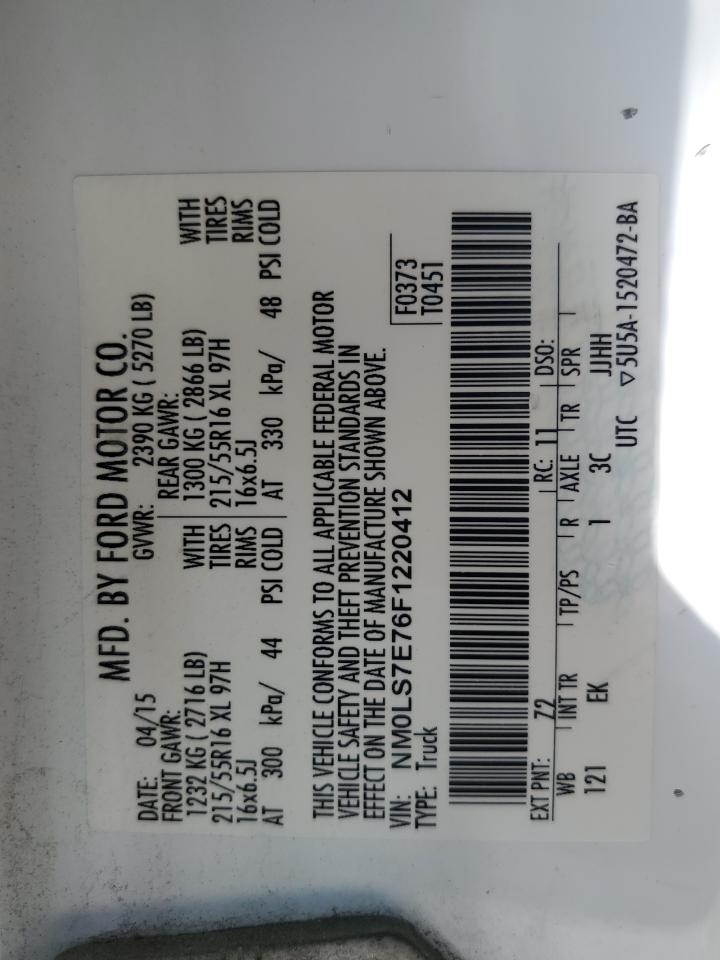 MFD. BY FORD MOTOR CO.
DATE: 04/15 GVWR: 2390 KG ( 5270 LB)
FRONT GAWR: REAR GAWR:
1232 KG ( 2716 LB) WITH 1300 KG ( 2866 LB) WITH
215/55R16 XL 97H TIRES 215/55R16 XL 97H TIRES
16x6.5J RIMS 16x6.5J RIMS
AT 300 kPa/ 44 PSI COLD AT 330 kPa/ 48 PSI COLD
THIS VEHICLE CONFORMS TO ALL APPLICABLE FEDERAL MOTOR
VEHICLE SAFETY AND THEFT PREVENTION STANDARDS IN
EFFECT ON THE DATE OF MANUFACTURE SHOWN ABOVE.
VIN: NM0LS7E76F1220412 F0373
TYPE: Truck T0451
EXT PNT: Z2 RC: 11 DSO:
WB INT TR TP/PS R AXLE TR SPR
121 EK 1 3C JJHH
UTC ▽5U5A-1520472-BA